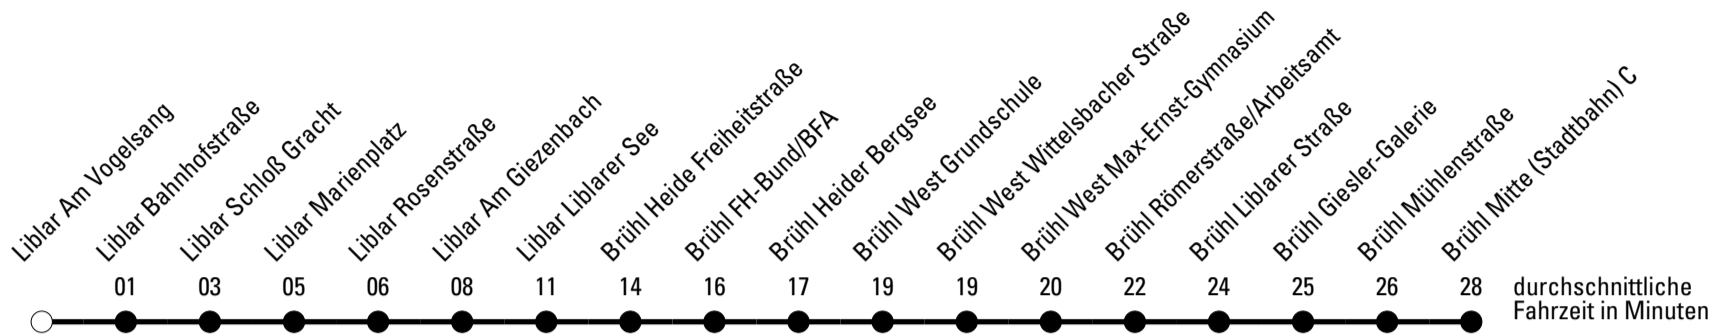 Liblar Am Vogelsang
Liblar Bahnhofstraße
Liblar Schloß Gracht
Liblar Marienplatz
Liblar Rosenstraße
Liblar Am Giezenbach
Liblar Liblarer See
Brühl Heide Freiheitstraße
Brühl FH-Bund/BFA
Brühl Heider Bergsee
Brühl West Grundschule
Brühl West Wittelsbacher Straße
Brühl West Max-Ernst-Gymnasium
Brühl Römerstraße/Arbeitsamt
Brühl Liblarer Straße
Brühl Giesler-Galerie
Brühl Mühlenstraße
Brühl Mitte (Stadtbahn) C
01 03 05 06 08 11 14 16 17 19 19 20 22 24 25 26 28
durchschnittliche
Fahrzeit in Minuten